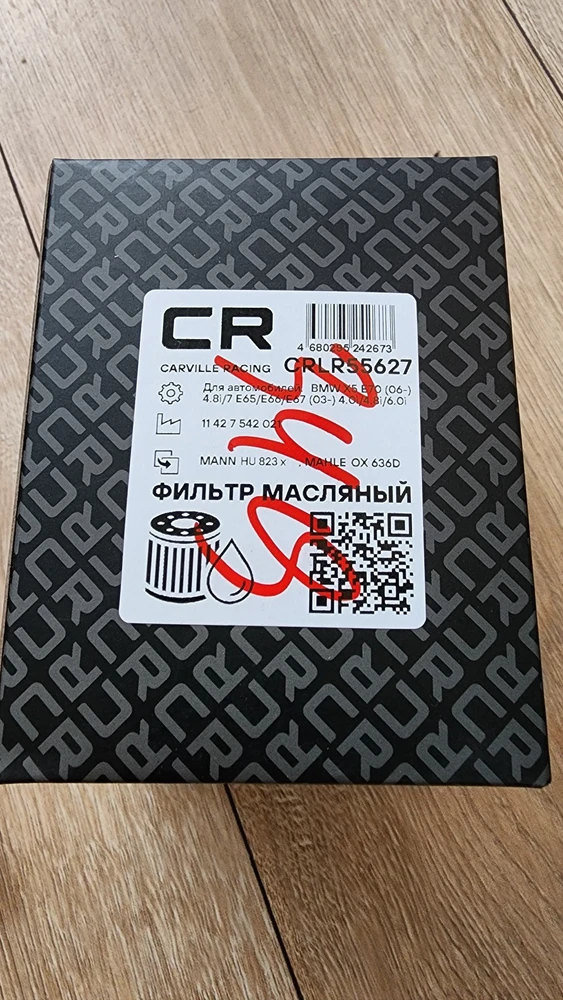 CR
4 680295 242673
CARVILLE RACING CRLR55627
Для автомобилей: BMW X5 E70 (06-)
4.8i/7 E65/E66/E67 (03-) 4.0i/4.8i/6.0i
11 42 7 542 021
MANN HU 823 x , MAHLE OX 636D
ФИЛЬТР МАСЛЯНЫЙ